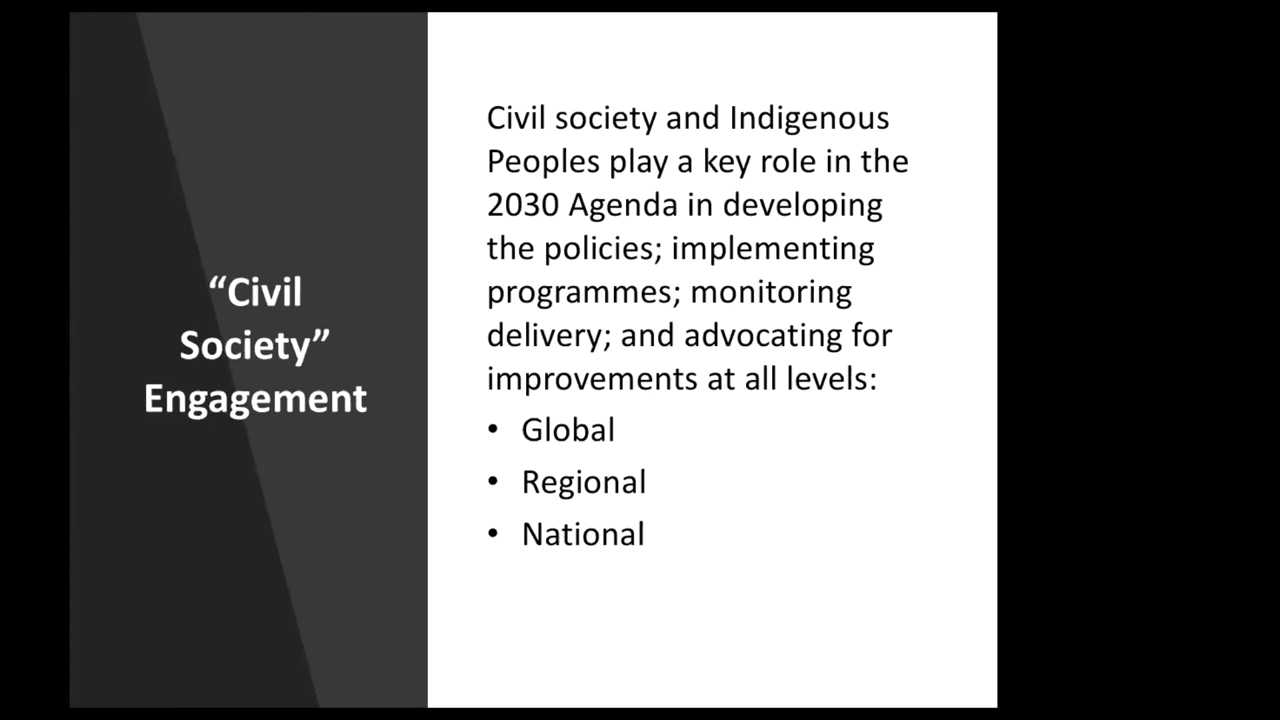 “Civil
Society”
Engagement
Civil society and Indigenous
Peoples play a key role in the
2030 Agenda in developing
the policies; implementing
programmes; monitoring
delivery; and advocating for
improvements at all levels:
• Global
• Regional
• National